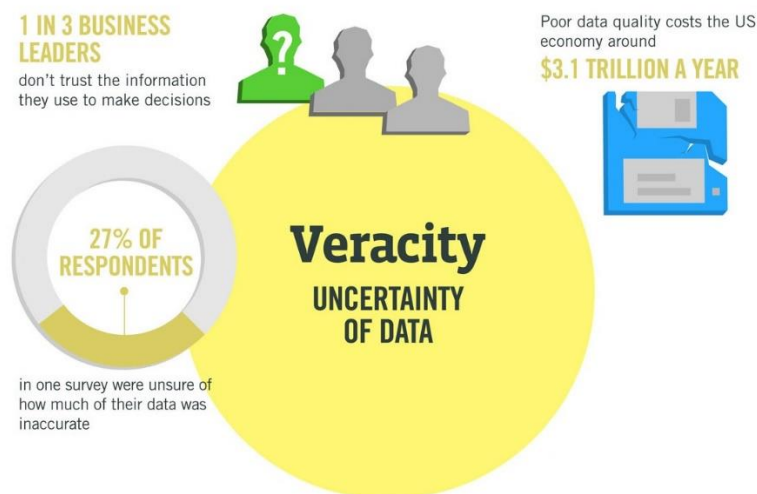 1 IN 3 BUSINESS
LEADERS
don't trust the information
they use to make decisions
?
Poor data quality costs the US
economy around
$3.1 TRILLION A YEAR
27% OF
RESPONDENTS
in one survey were unsure of
how much of their data was
inaccurate
Veracity
UNCERTAINTY
OF DATA